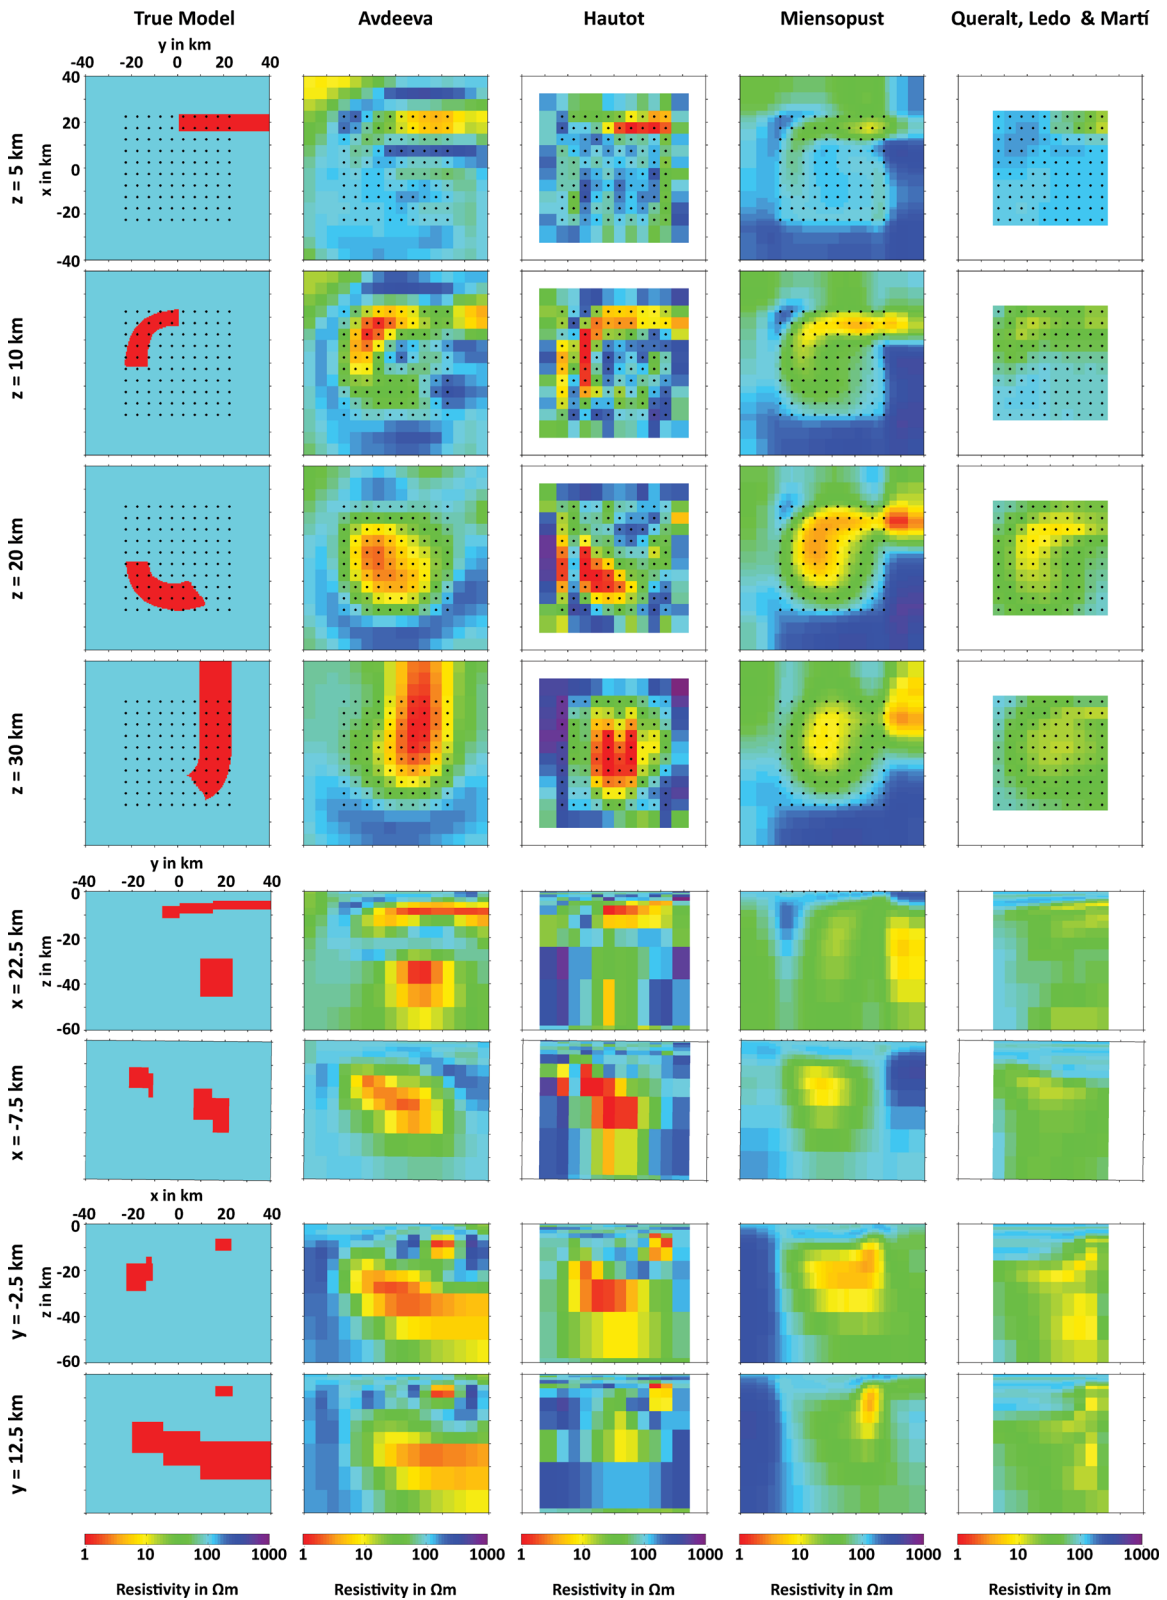 True Model Avdeeva Hautot Miensopust Queralt, Ledo & Martí
y in km
-40 -20 0 20 40
z = 5 km
x in km
40
20
0
-20
-40
z = 10 km
z = 20 km
z = 30 km
y in km
-40 -20 0 20 40
x = 22.5 km
z in km
0
-20
-40
-60
x = -7.5 km
x in km
-40 -20 0 20 40
y = -2.5 km
z in km
0
-20
-40
-60
y = 12.5 km
1 10 100 1000 1 10 100 1000 1 10 100 1000 1 10 100 1000 1 10 100 1000
Resistivity in Ωm Resistivity in Ωm Resistivity in Ωm Resistivity in Ωm Resistivity in Ωm